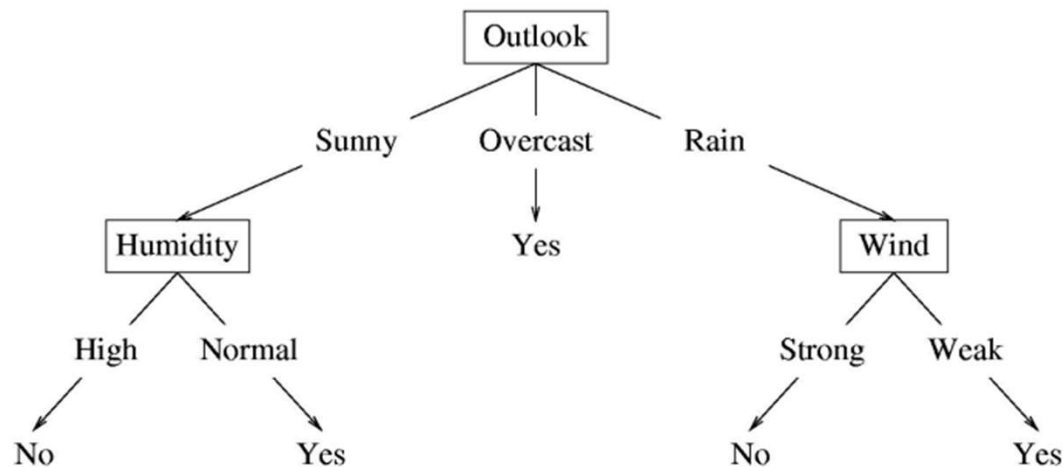 Outlook
Sunny Overcast Rain
Humidity Yes Wind
High Normal Strong Weak
No Yes No Yes